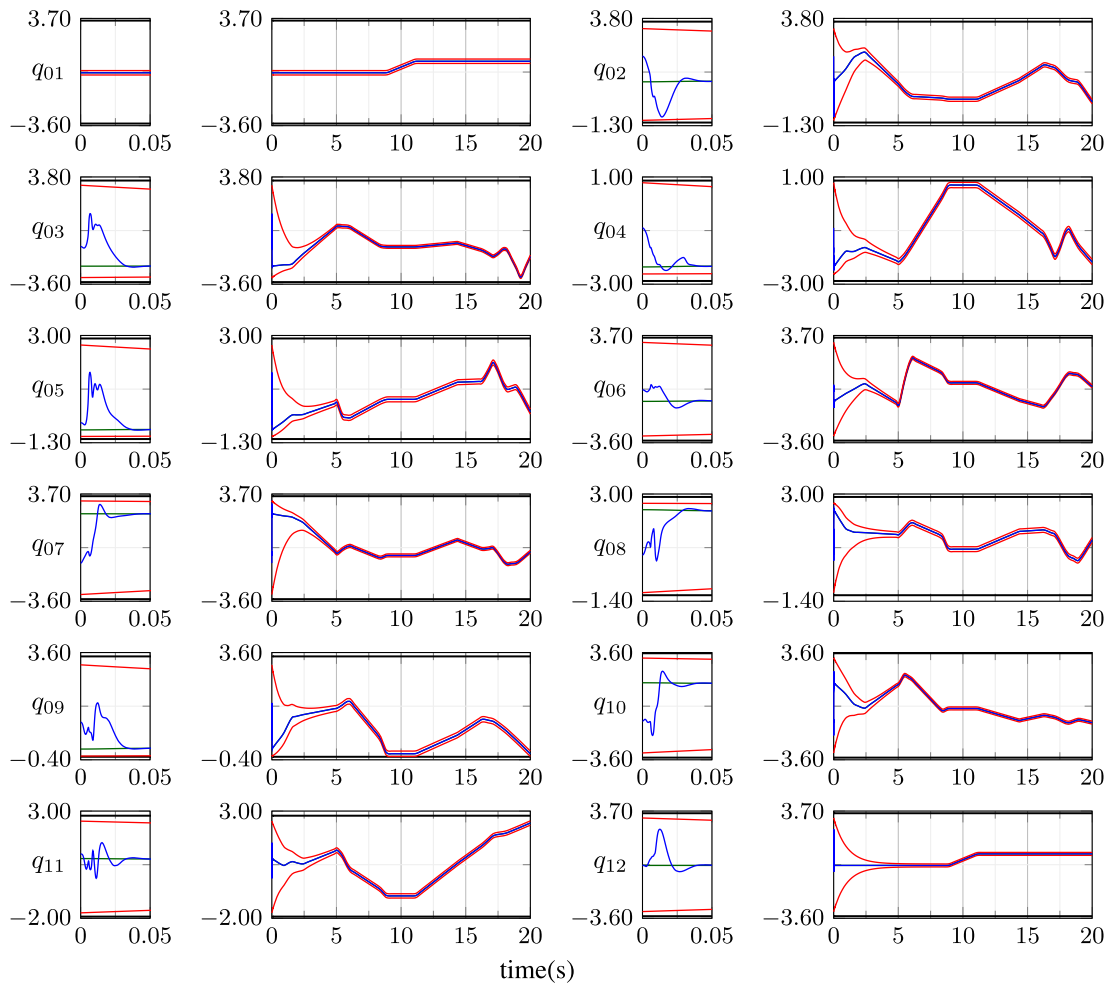 3.70 3.70 3.80 3.80
q01 q02
−3.60 −3.60 −1.30 −1.30
0 0.05 0 5 10 15 20 0 0.05 0 5 10 15 20
3.80 3.80 1.00 1.00
q03 q04
−3.60 −3.60 −3.00 −3.00
0 0.05 0 5 10 15 20 0 0.05 0 5 10 15 20
3.00 3.00 3.70 3.70
q05 q06
−1.30 −1.30 −3.60 −3.60
0 0.05 0 5 10 15 20 0 0.05 0 5 10 15 20
3.70 3.70 3.00 3.00
q07 q08
−3.60 −3.60 −1.40 −1.40
0 0.05 0 5 10 15 20 0 0.05 0 5 10 15 20
3.60 3.60 3.60 3.60
q09 q10
−0.40 −0.40 −3.60 −3.60
0 0.05 0 5 10 15 20 0 0.05 0 5 10 15 20
3.00 3.00 3.70 3.70
q11 q12
−2.00 −2.00 −3.60 −3.60
0 0.05 0 5 10 15 20 0 0.05 0 5 10 15 20
time(s)